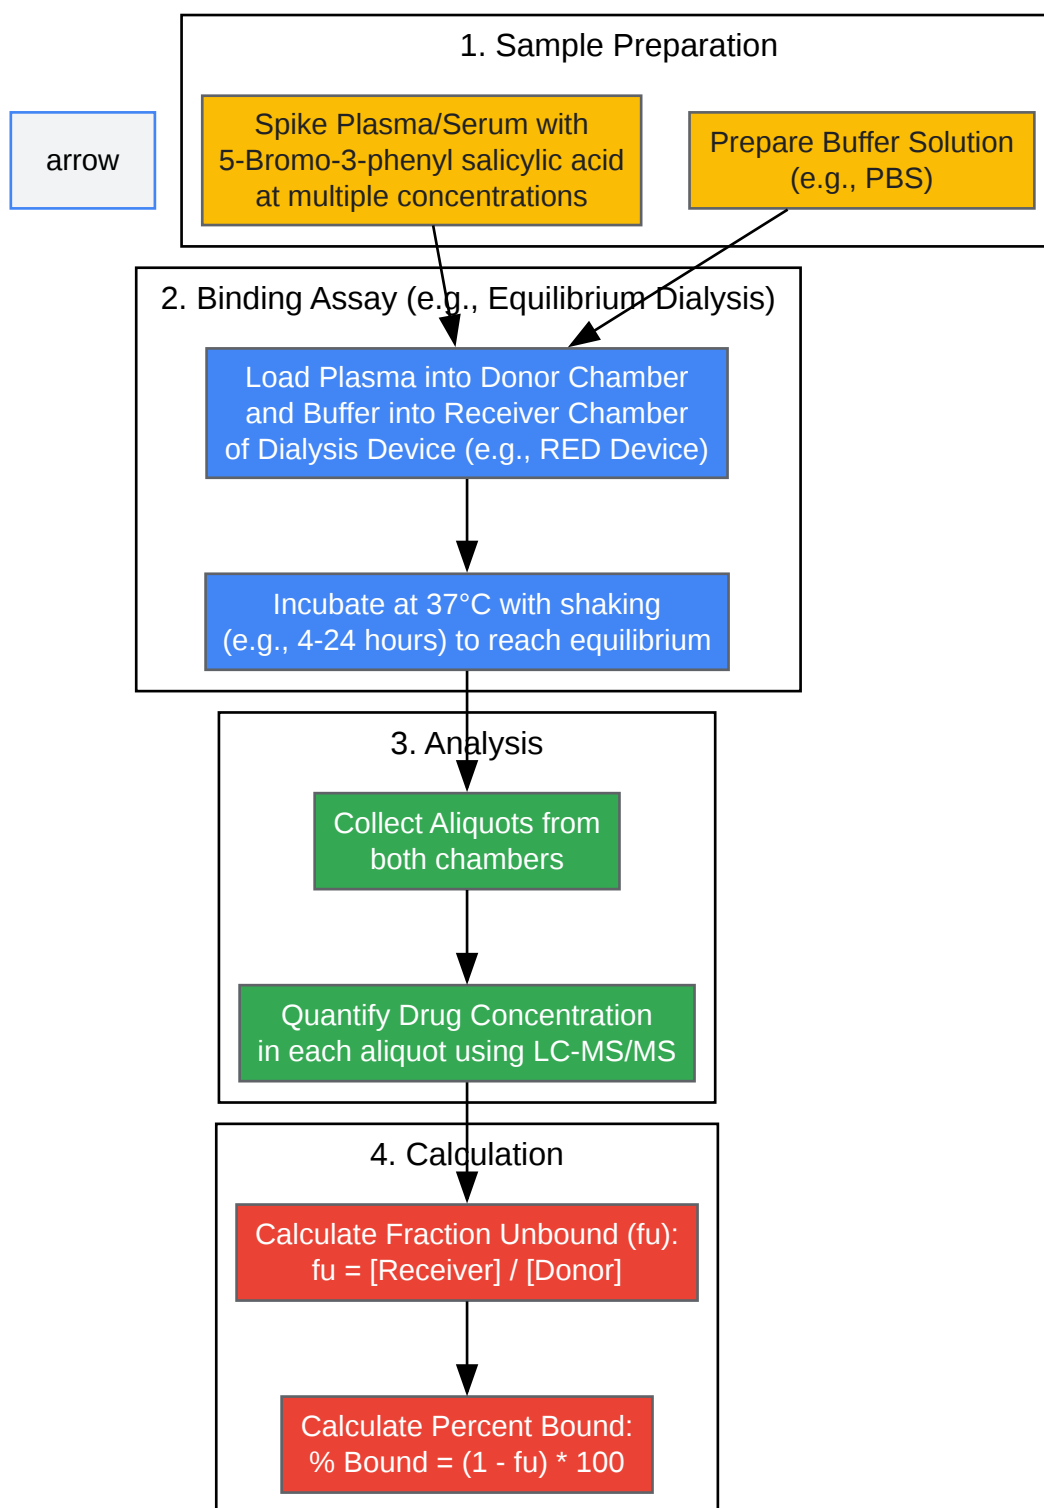 1. Sample Preparation
arrow
Spike Plasma/Serum with
5-Bromo-3-phenyl salicylic acid
at multiple concentrations
Prepare Buffer Solution
(e.g., PBS)
2. Binding Assay (e.g., Equilibrium Dialysis)
Load Plasma into Donor Chamber
and Buffer into Receiver Chamber
of Dialysis Device (e.g., RED Device)
Incubate at 37°C with shaking
(e.g., 4-24 hours) to reach equilibrium
3. Analysis
Collect Aliquots from
both chambers
Quantify Drug Concentration
in each aliquot using LC-MS/MS
4. Calculation
Calculate Fraction Unbound (fu):
fu = [Receiver] / [Donor]
Calculate Percent Bound:
% Bound = (1 - fu) * 100